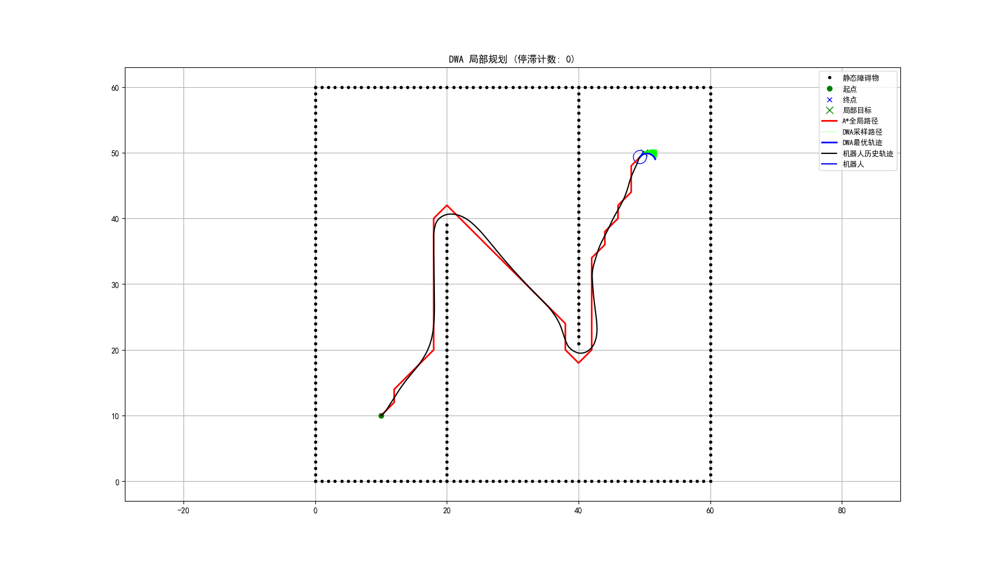 DWA 局部规划 (停滞计数: 0)
静态障碍物
起点
终点
局部目标
A*全局路径
DWA采样路径
DWA最优轨迹
机器人历史轨迹
机器人
60
50
40
30
20
10
0
−20 0 20 40 60 80